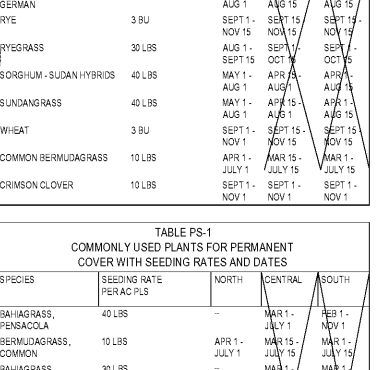 GERMAN AUG 1 AUG 15 AUG 15
RYE 3 BU SEPT 1 - SEPT 15 - SEPT 15 -
NOV 15 NOV 15 NOV 15
RYEGRASS 30 LBS AUG 1 - SEPT 1 - SEPT 1 -
SEPT 15 OCT 15 OCT 15
SORGHUM - SUDAN HYBRIDS 40 LBS MAY 1 - APR 15 - APR 1 -
AUG 1 AUG 1 AUG 15
SUNDANGRASS 40 LBS MAY 1 - APR 15 - APR 1 -
AUG 1 AUG 1 AUG 15
WHEAT 3 BU SEPT 1 - SEPT 15 - SEPT 15 -
NOV 1 NOV 15 NOV 15
COMMON BERMUDAGRASS 10 LBS APR 1 - MAR 15 - MAR 1 -
JULY 1 JULY 15 JULY 15
CRIMSON CLOVER 10 LBS SEPT 1 - SEPT 1 - SEPT 1 -
NOV 1 NOV 1 NOV 1
TABLE PS-1
COMMONLY USED PLANTS FOR PERMANENT
COVER WITH SEEDING RATES AND DATES
SPECIES SEEDING RATE NORTH CENTRAL SOUTH
PER AC PLS
BAHIAGRASS, 40 LBS -- MAR 1 - FEB 1 -
PENSACOLA JULY 1 NOV 1
BERMUDAGRASS, 10 LBS APR 1 - MAR 15 - MAR 1 -
COMMON JULY 1 JULY 15 JULY 15
BAHIAGRASS 30 LBS MAR 1 - MAR 1 -